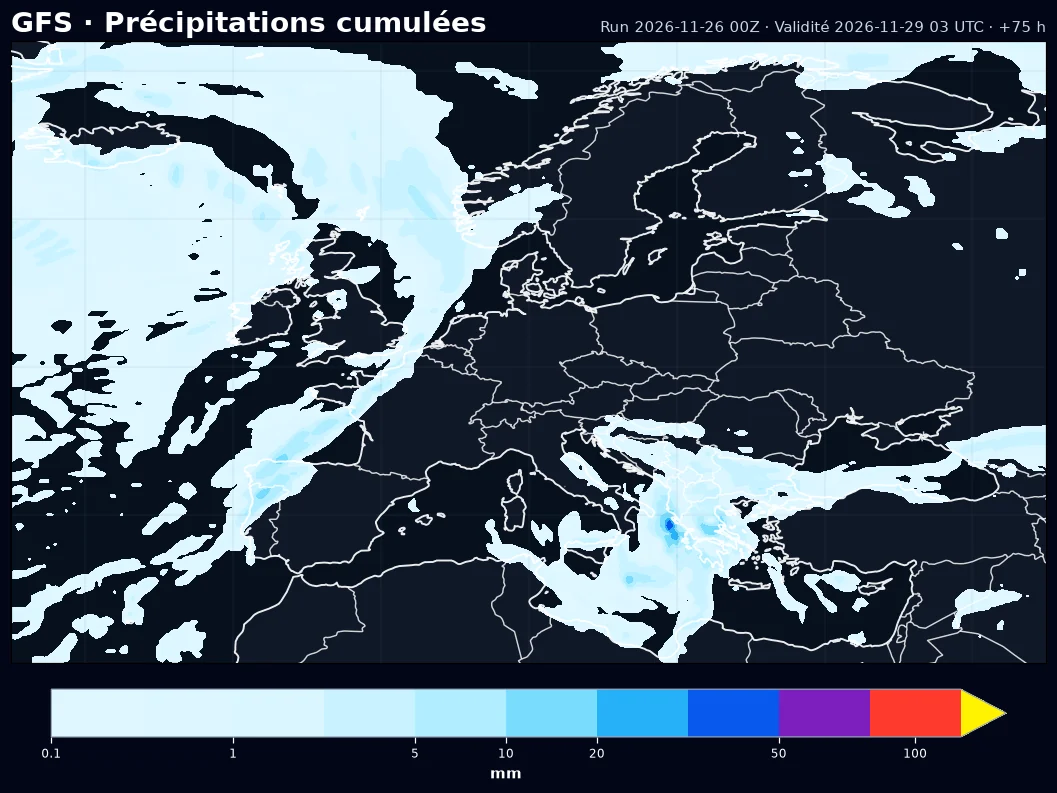 GFS · Précipitations cumulées
Run 2026-11-26 00Z · Validité 2026-11-29 03 UTC · +75 h
0.1 1 5 10 20 50 100
mm